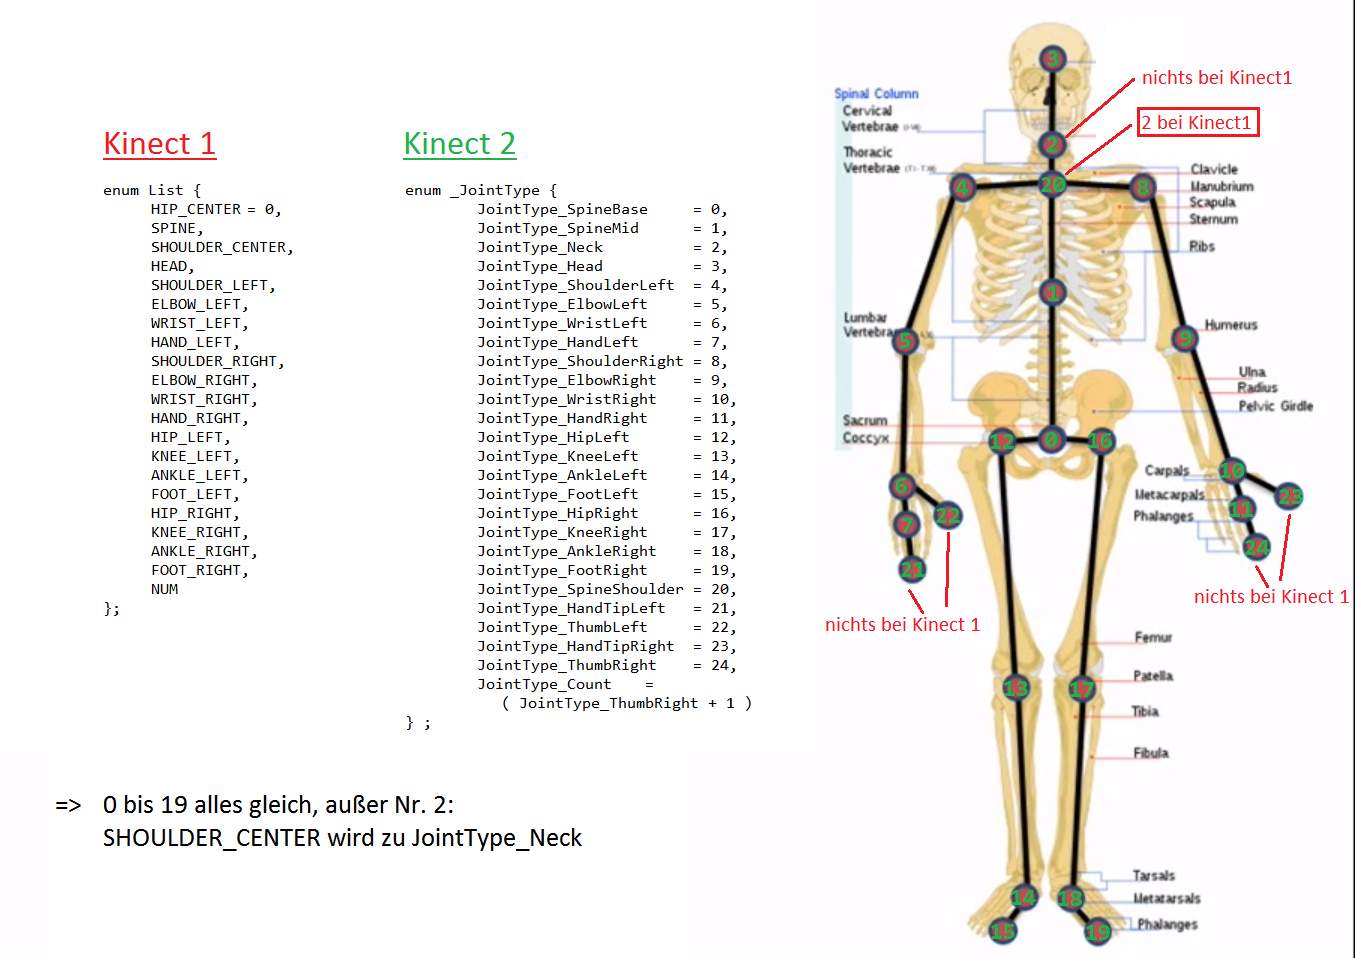 Kinect 1
enum List {
HIP_CENTER = 0,
SPINE,
SHOULDER_CENTER,
HEAD,
SHOULDER_LEFT,
ELBOW_LEFT,
WRIST_LEFT,
HAND_LEFT,
SHOULDER_RIGHT,
ELBOW_RIGHT,
WRIST_RIGHT,
HAND_RIGHT,
HIP_LEFT,
KNEE_LEFT,
ANKLE_LEFT,
FOOT_LEFT,
HIP_RIGHT,
KNEE_RIGHT,
ANKLE_RIGHT,
FOOT_RIGHT,
NUM
};
Kinect 2
enum _JointType {
JointType_SpineBase = 0,
JointType_SpineMid = 1,
JointType_Neck = 2,
JointType_Head = 3,
JointType_ShoulderLeft = 4,
JointType_ElbowLeft = 5,
JointType_WristLeft = 6,
JointType_HandLeft = 7,
JointType_ShoulderRight = 8,
JointType_ElbowRight = 9,
JointType_WristRight = 10,
JointType_HandRight = 11,
JointType_HipLeft = 12,
JointType_KneeLeft = 13,
JointType_AnkleLeft = 14,
JointType_FootLeft = 15,
JointType_HipRight = 16,
JointType_KneeRight = 17,
JointType_AnkleRight = 18,
JointType_FootRight = 19,
JointType_SpineShoulder = 20,
JointType_HandTipLeft = 21,
JointType_ThumbLeft = 22,
JointType_HandTipRight = 23,
JointType_ThumbRight = 24,
JointType_Count =
( JointType_ThumbRight + 1 )
} ;
=> 0 bis 19 alles gleich, außer Nr. 2:
SHOULDER_CENTER wird zu JointType_Neck
3
nichts bei Kinect1
Spinal Column
Cervical
Vertebrae
2 bei Kinect1
2
Thoracic
Vertebrae
Clavicle
4
20
8
Manubrium
Scapula
Sternum
Ribs
1
Lumbar
Vertebrae
Humerus
5
9
Ulna
Radius
Pelvic Girdle
Sacrum
Coccyx
12
0
16
Carpals
10
6
Metacarpals
23
7
22
11
Phalanges
24
21
nichts bei Kinect 1
nichts bei Kinect 1
Femur
Patella
13
17
Tibia
Fibula
Tarsals
14
18
Metatarsals
15
19
Phalanges